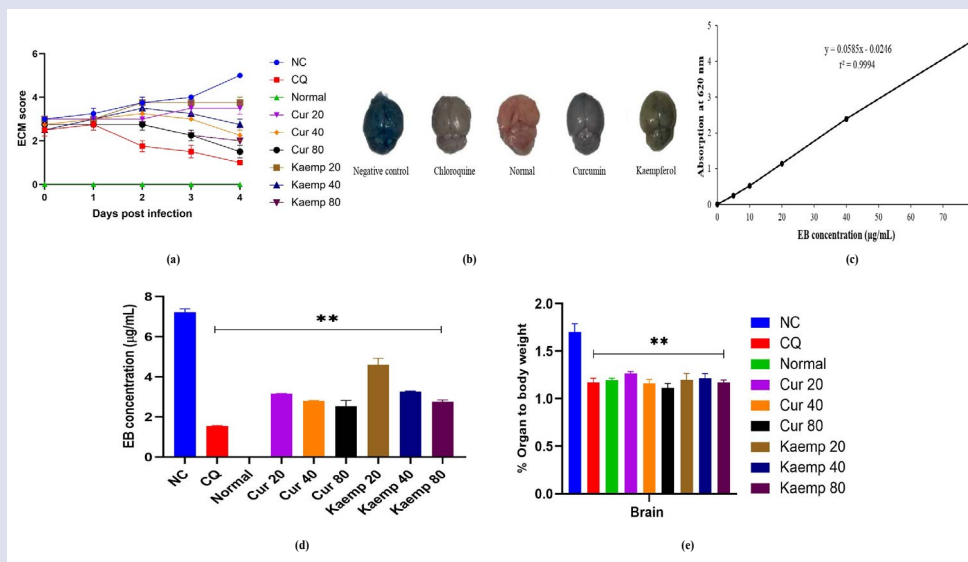 6
4
2
0
ECM score
0 1 2 3 4
Days post infection
NC
CQ
Normal
Cur 20
Cur 40
Cur 80
Kaemp 20
Kaemp 40
Kaemp 80
(a)
Negative control Chloroquine Normal Curcumin Kaempferol
(b)
y = 0.0585x - 0.0246
r² = 0.9994
5
4
3
2
1
0
Absorption at 620 nm
0 10 20 30 40 50 60 70
EB concentration (µg/mL)
(c)
8
6
4
2
0
EB concentration (µg/mL)
**
NC CQ Normal Cur 20 Cur 40 Cur 80 Kaemp 20 Kaemp 40 Kaemp 80
(d)
2.0
1.5
1.0
0.5
0.0
% Organ to body weight
**
Brain
NC
CQ
Normal
Cur 20
Cur 40
Cur 80
Kaemp 20
Kaemp 40
Kaemp 80
(e)